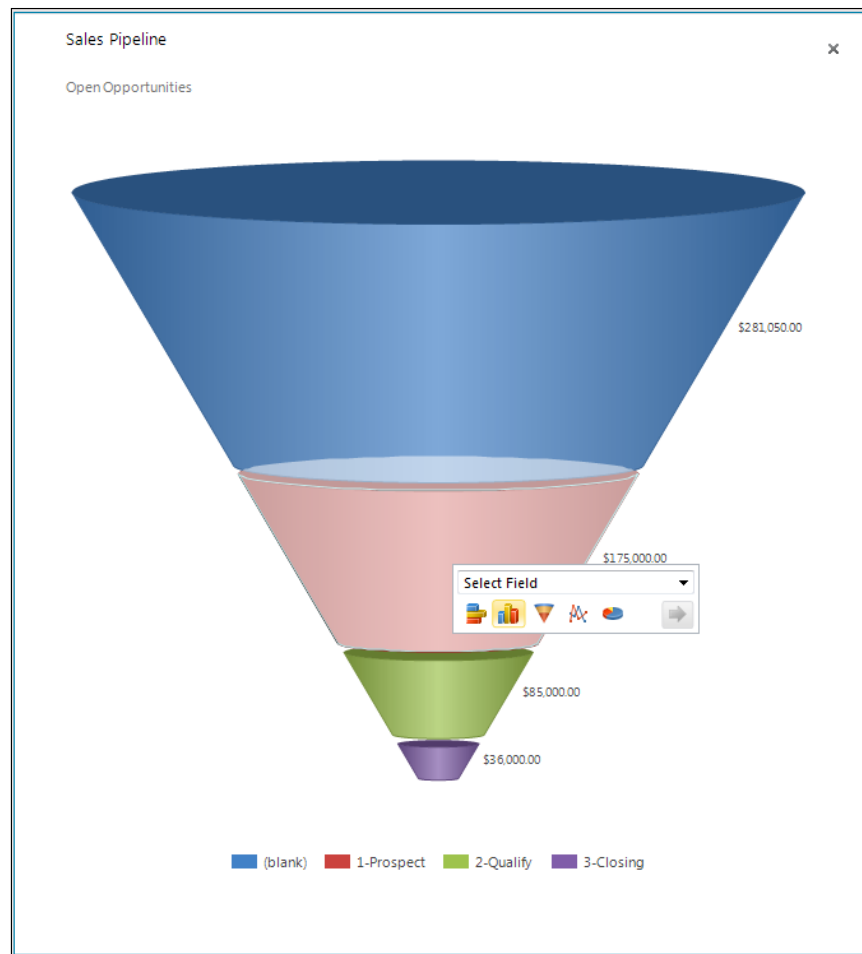 Sales Pipeline
Open Opportunities
$281,050.00
$175,000.00
Select Field
$85,000.00
$36,000.00
(blank) 1-Prospect 2-Qualify 3-Closing